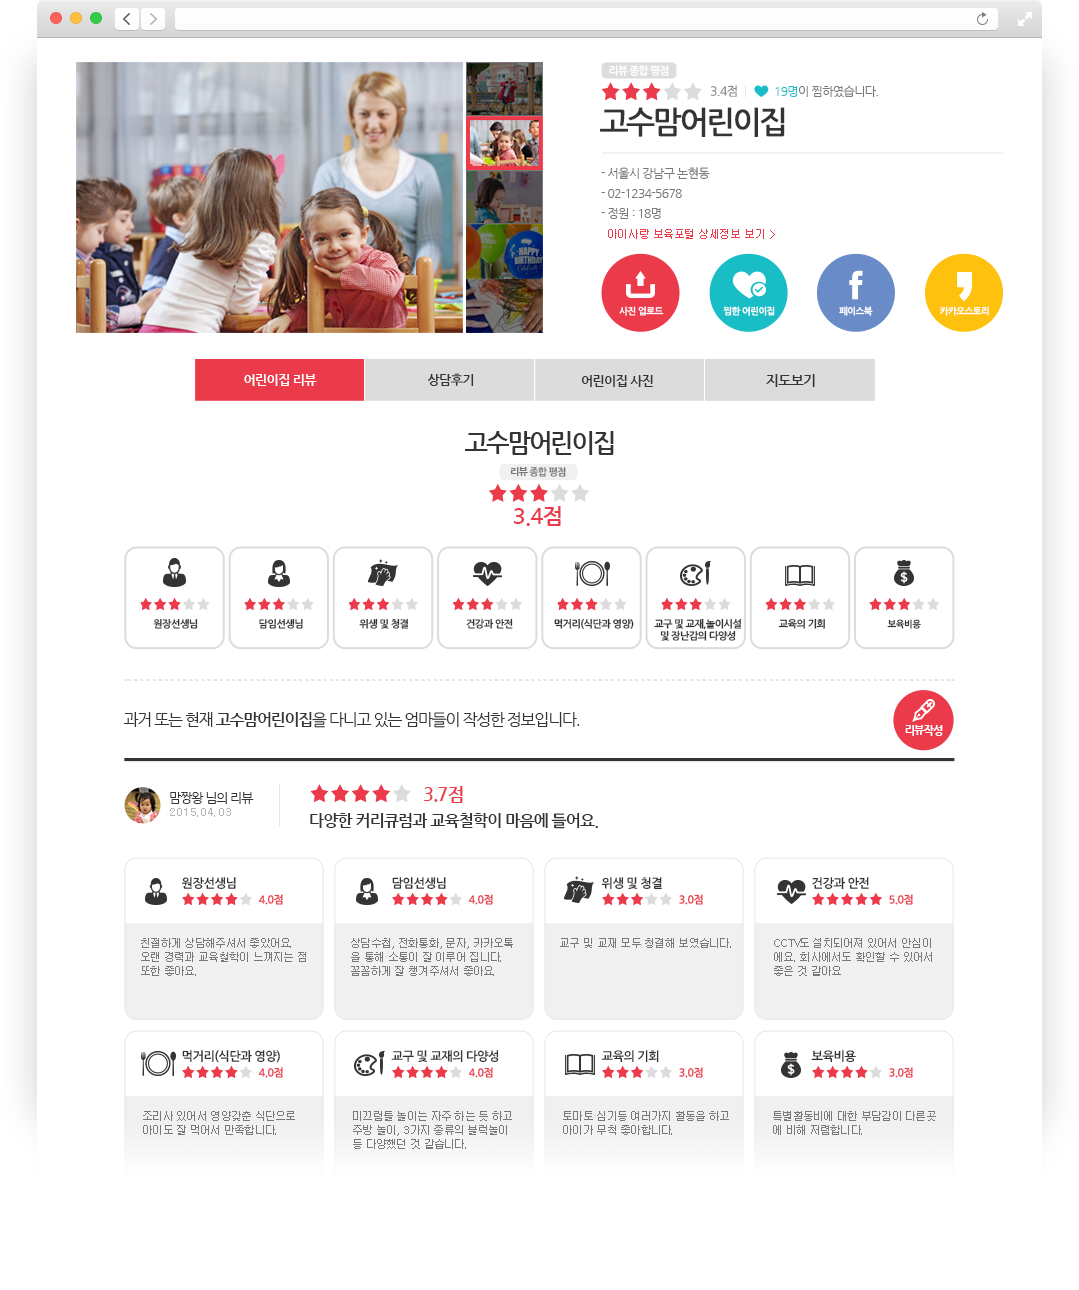 리뷰 종합 평점
3.4점
19명이 찜하였습니다.
고수맘어린이집
- 서울시 강남구 논현동
- 02-1234-5678
- 정원 : 18명
아이사랑 보육포털 상세정보 보기 >
사진 업로드
찜한 어린이집
페이스북
카카오스토리
HAPPY
BIRTHDAY
어린이집 리뷰
상담후기
어린이집 사진
지도보기
고수맘어린이집
리뷰 종합 평점
3.4점
원장선생님
담임선생님
위생 및 청결
건강과 안전
먹거리(식단과 영양)
교구 및 교재,놀이시설
및 장난감의 다양성
교육의 기회
보육비용
과거 또는 현재 고수맘어린이집을 다니고 있는 엄마들이 작성한 정보입니다.
리뷰작성
맘짱왕 님의 리뷰
2015.04.03
3.7점
다양한 커리큐럼과 교육철학이 마음에 들어요.
원장선생님
4.0점
친절하게 상담해주셔서 좋았어요.
오랜 경력과 교육철학이 느껴지는 점
또한 좋아요.
담임선생님
4.0점
상담수첩, 전화통화, 문자, 카카오톡
을 통해 소통이 잘 이루어 집니다.
꼼꼼하게 잘 챙겨주셔서 좋아요.
위생 및 청결
3.0점
교구 및 교재 모두 청결해 보였습니다.
건강과 안전
5.0점
CCTV도 설치되어져 있어서 안심이
에요. 회사에서도 확인할 수 있어서
좋은 것 같아요
먹거리(식단과 영양)
4.0점
조리사 있어서 영양갖춘 식단으로
아이도 잘 먹어서 만족합니다.
교구 및 교재의 다양성
4.0점
미끄럼틀 놀이는 자주 하는 듯 하고
주방 놀이, 3가지 종류의 블럭놀이
등 다양했던 것 같습니다.
교육의 기회
3.0점
토마토 심기등 여러가지 활동을 하고
아이가 무척 좋아합니다.
보육비용
3.0점
특별활동비에 대한 부담감이 다른곳
에 비해 저렴합니다.